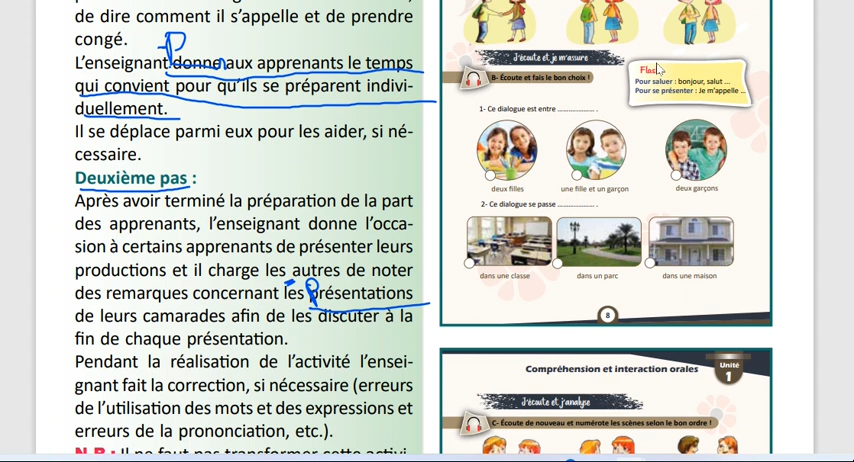 de dire comment il s'appelle et de prendre
congé.
P
L'enseignant donne aux apprenants le temps
qui convient pour qu'ils se préparent indivi-
duellement.
Il se déplace parmi eux pour les aider, si né-
cessaire.
Deuxième pas :
Après avoir terminé la préparation de la part
des apprenants, l'enseignant donne l'occa-
sion à certains apprenants de présenter leurs
productions et il charge les autres de noter
des remarques concernant les présentations
de leurs camarades afin de les discuter à la
fin de chaque présentation.
Pendant la réalisation de l'activité l'ensei-
gnant fait la correction, si nécessaire (erreurs
de l'utilisation des mots et des expressions et
erreurs de la prononciation, etc.).
N.B : Il ne faut pas transformer cette activi-
J'écoute et je m'assure
B- Écoute et fais le bon choix !
Flas
Pour saluer : bonjour, salut ...
Pour se présenter : Je m'appelle ...
1- Ce dialogue est entre .................... .
deux filles
une fille et un garçon
deux garçons
2- Ce dialogue se passe .................... .
dans une classe
dans un parc
dans une maison
8
Compréhension et interaction orales
Unité
1
J'écoute et j'analyse
C- Écoute de nouveau et numérote les scènes selon le bon ordre !